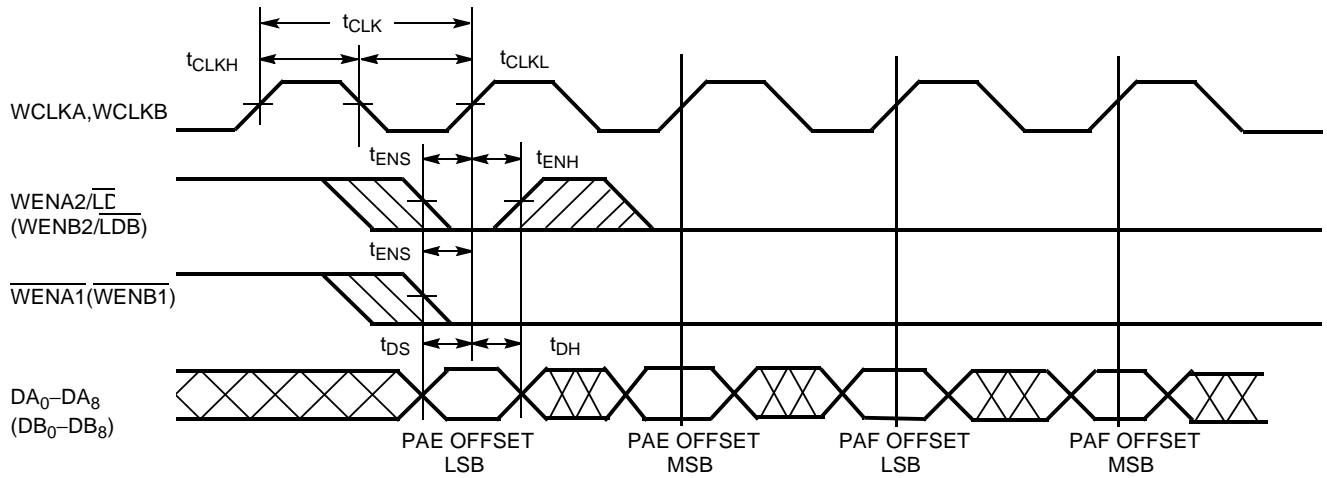 tCLK
tCLKH
tCLKL
WCLKA,WCLKB
tENS
tENH
WENA2/LD
(WENB2/LDB)
tENS
WENA1(WENB1)
tDS
tDH
DA0–DA8
(DB0–DB8)
PAE OFFSET
LSB
PAE OFFSET
MSB
PAF OFFSET
LSB
PAF OFFSET
MSB